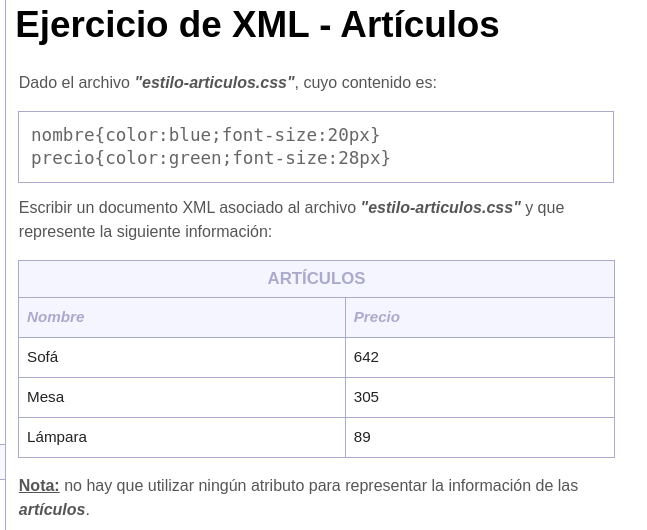 Ejercicio de XML - Artículos
Dado el archivo "estilo-articulos.css", cuyo contenido es:
nombre{color:blue;font-size:20px}
precio{color:green;font-size:28px}
Escribir un documento XML asociado al archivo "estilo-articulos.css" y que
represente la siguiente información:
ARTÍCULOS
Nombre Precio
Sofá 642
Mesa 305
Lámpara 89
Nota: no hay que utilizar ningún atributo para representar la información de las
artículos.